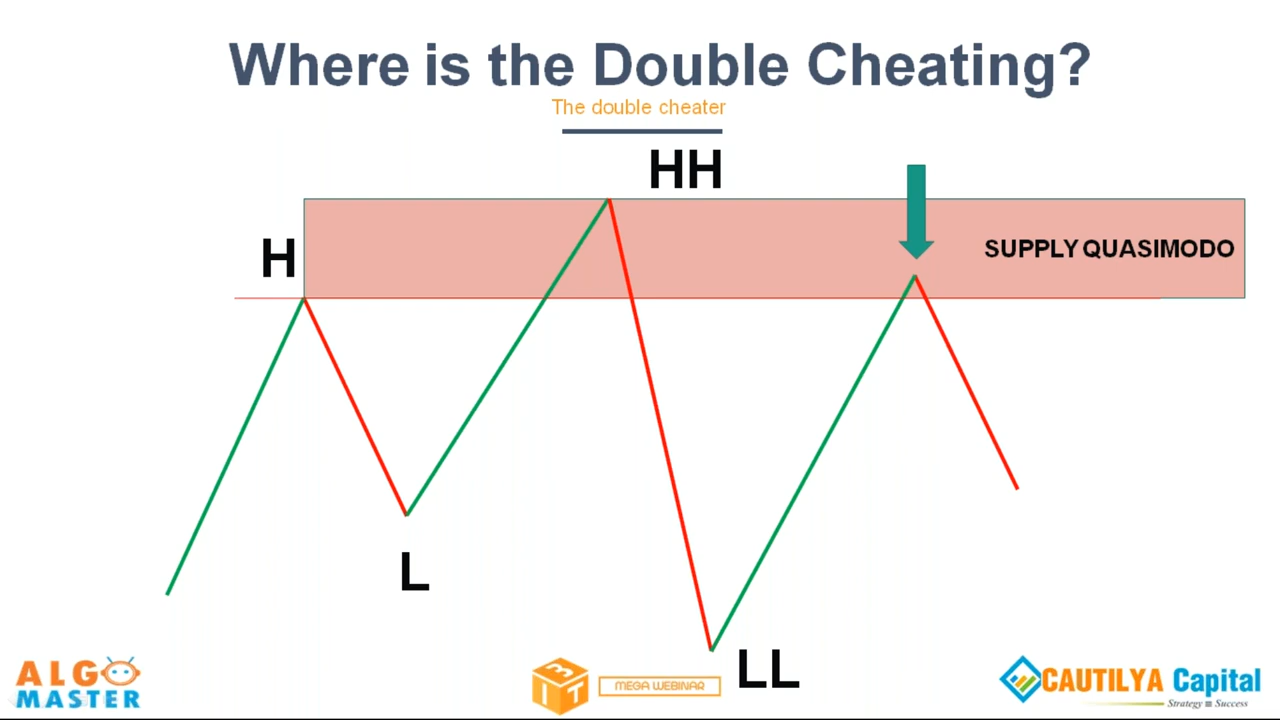 Where is the Double Cheating?
The double cheater
HH
H
SUPPLY QUASIMODO
L
LL
ALGO
MASTER
BIT
MEGA WEBINAR
CAUTILYA Capital
Strategy = Success